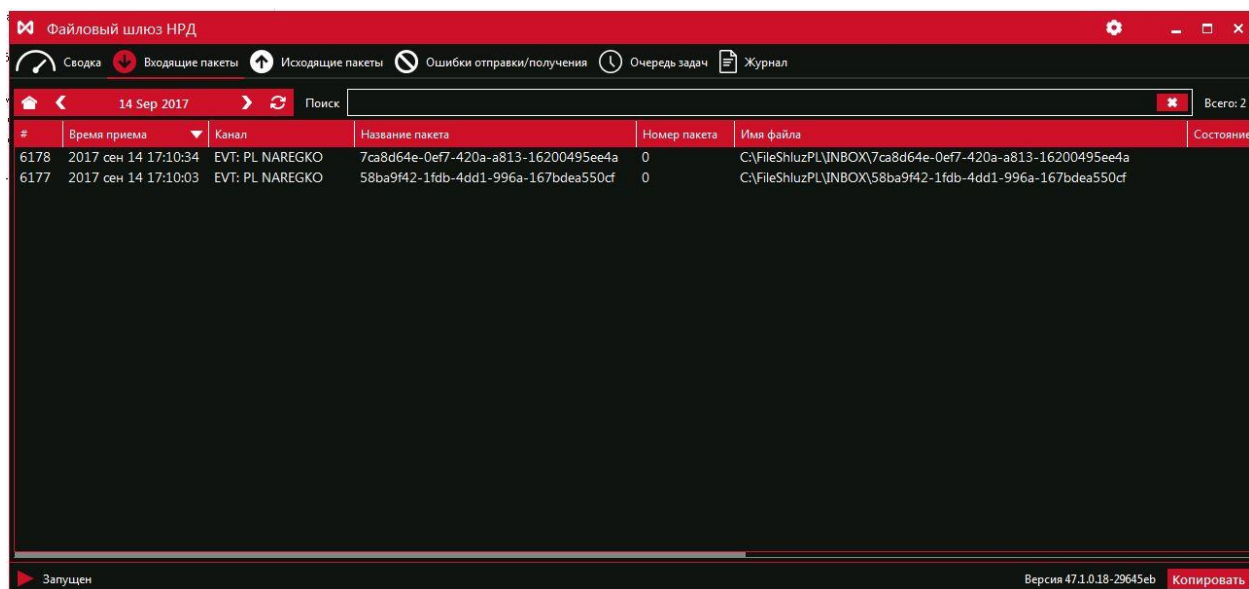 Файловый шлюз НРД
Сводка Входящие пакеты Исходящие пакеты Ошибки отправки/получения Очередь задач Журнал
14 Sep 2017 Поиск Всего: 2
# Время приема Канал Название пакета Номер пакета Имя файла Состояние
6178 2017 сен 14 17:10:34 EVT: PL NAREGKO 7ca8d64e-0ef7-420a-a813-16200495ee4a 0 C:\FileShluzPL\INBOX\7ca8d64e-0ef7-420a-a813-16200495ee4a
6177 2017 сен 14 17:10:03 EVT: PL NAREGKO 58ba9f42-1fdb-4dd1-996a-167bdea550cf 0 C:\FileShluzPL\INBOX\58ba9f42-1fdb-4dd1-996a-167bdea550cf
Запущен Версия 47.1.0.18-29645eb Копировать